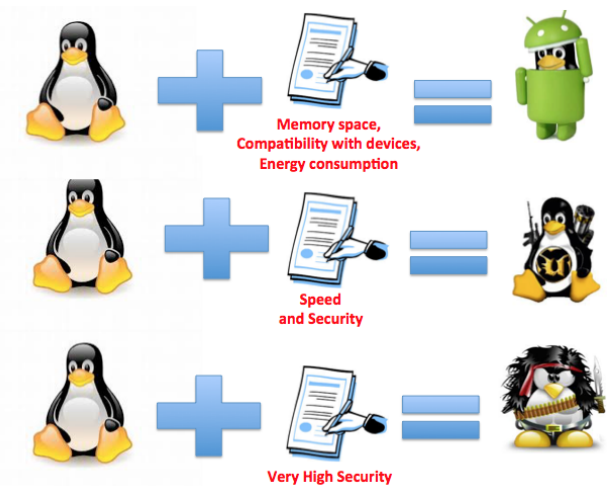 Memory space,
Compatibility with devices,
Energy consumption
Speed
and Security
Very High Security